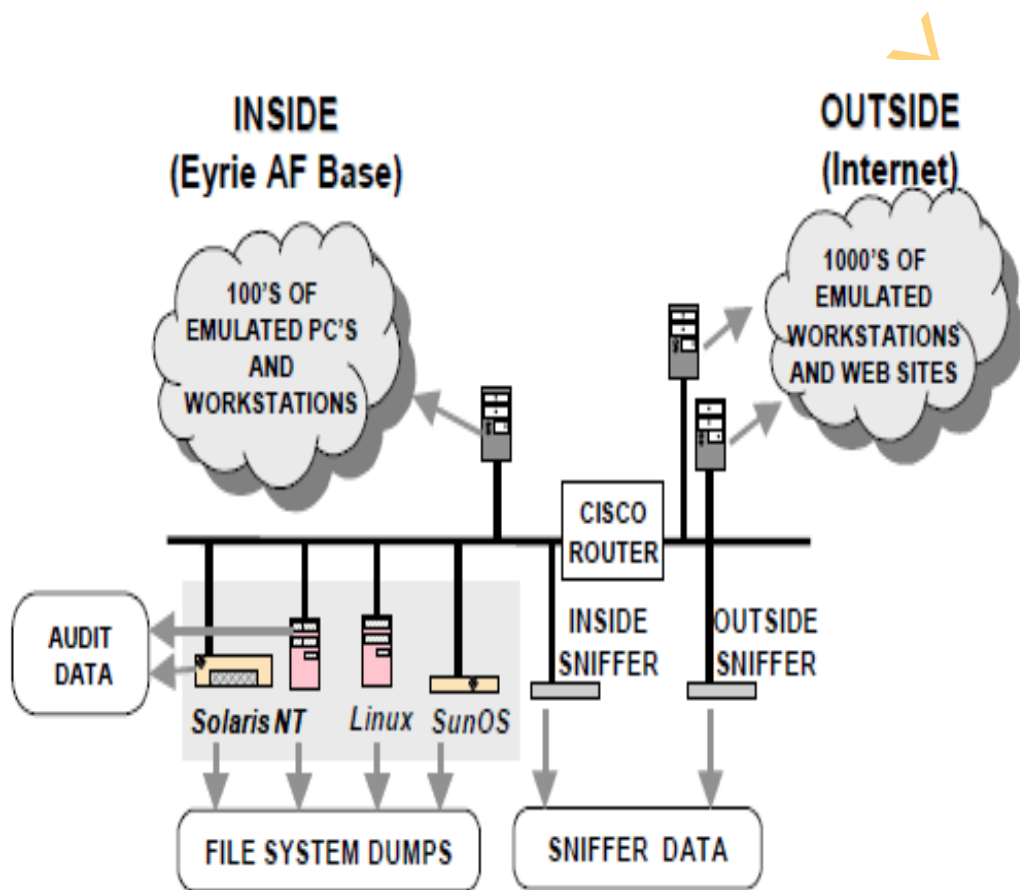 INSIDE
(Eyrie AF Base)
OUTSIDE
(Internet)
100'S OF
EMULATED PC'S
AND
WORKSTATIONS
1000'S OF
EMULATED
WORKSTATIONS
AND WEB SITES
CISCO
ROUTER
AUDIT
DATA
INSIDE
SNIFFER
OUTSIDE
SNIFFER
Solaris NT Linux SunOS
FILE SYSTEM DUMPS
SNIFFER DATA